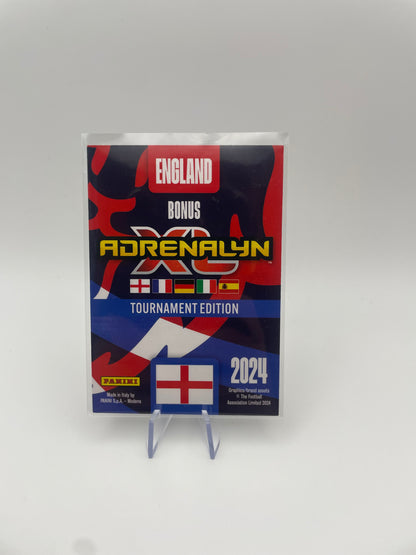 ENGLAND
BONUS
ADRENALYN
XL
TOURNAMENT EDITION
PANINI
2024
Made in Italy by
PANINI S.p.A. - Modena
Graphics/brand assets
© The Football
Association Limited 2024